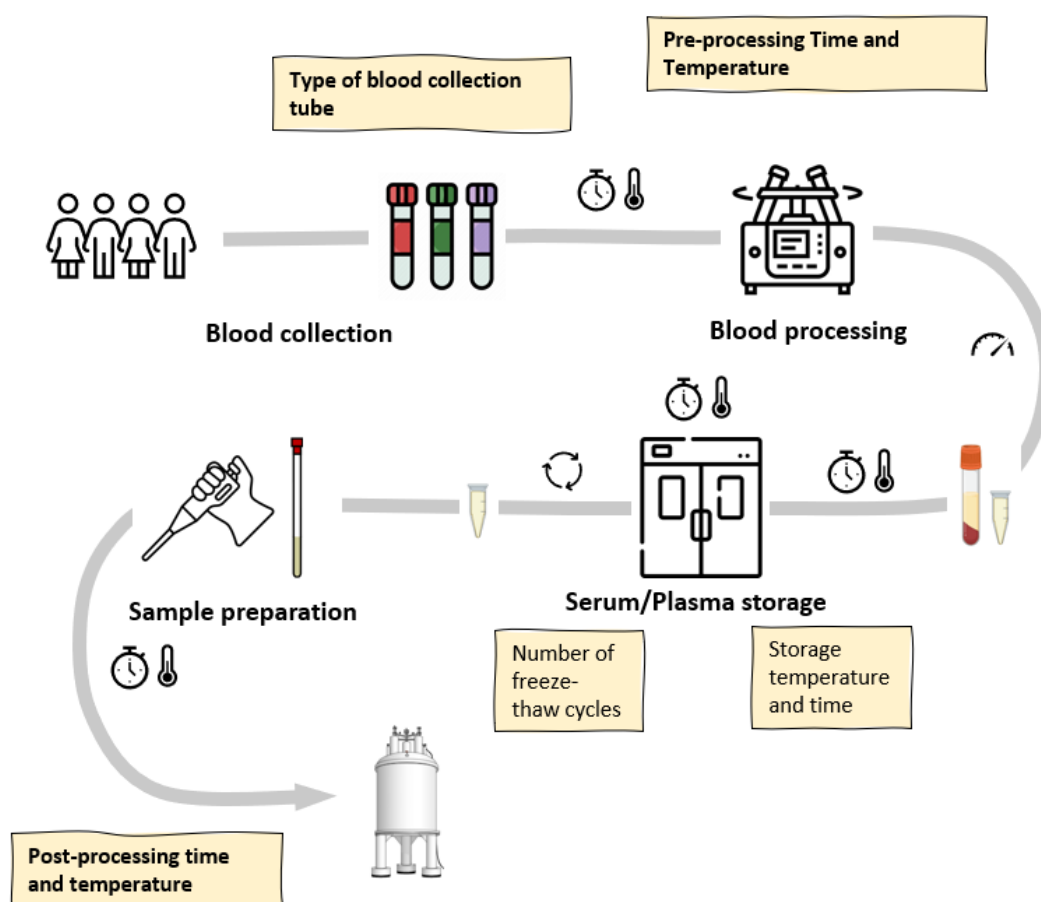 Type of blood collection
tube
Pre-processing Time and
Temperature
Blood collection
Blood processing
Sample preparation
Serum/Plasma storage
Number of
freeze-
thaw cycles
Storage
temperature
and time
Post-processing time
and temperature